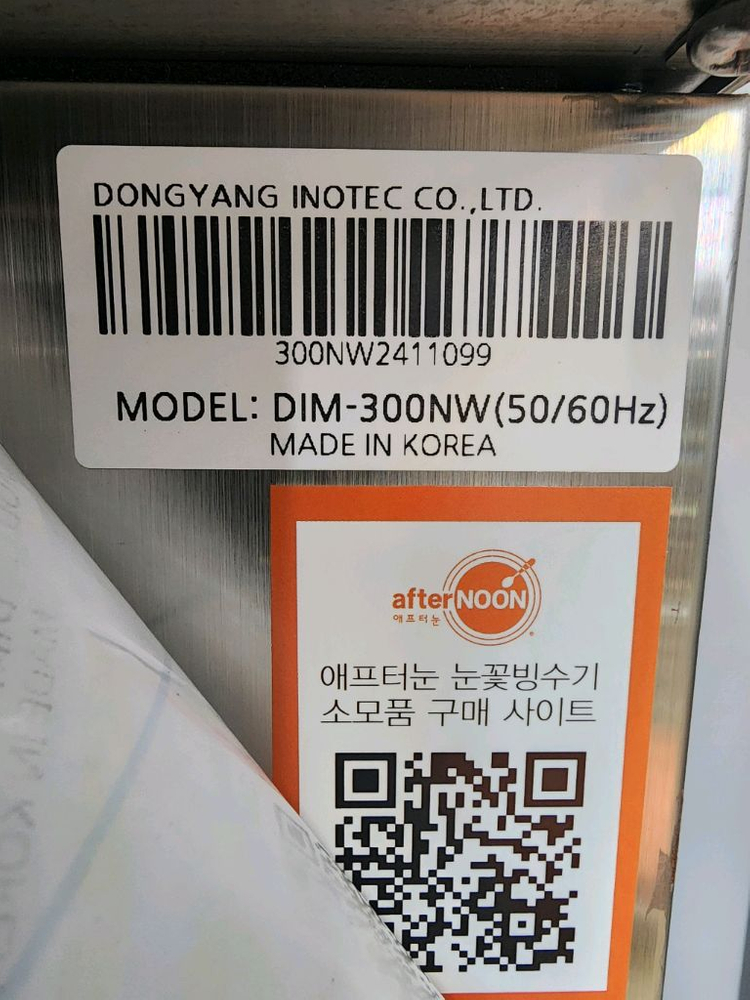 DONGYANG INOTEC CO.,LTD.
300NW2411099
MODEL: DIM-300NW(50/60Hz)
MADE IN KOREA
afterNOON
애프터눈
애프터눈 눈꽃빙수기
소모품 구매 사이트